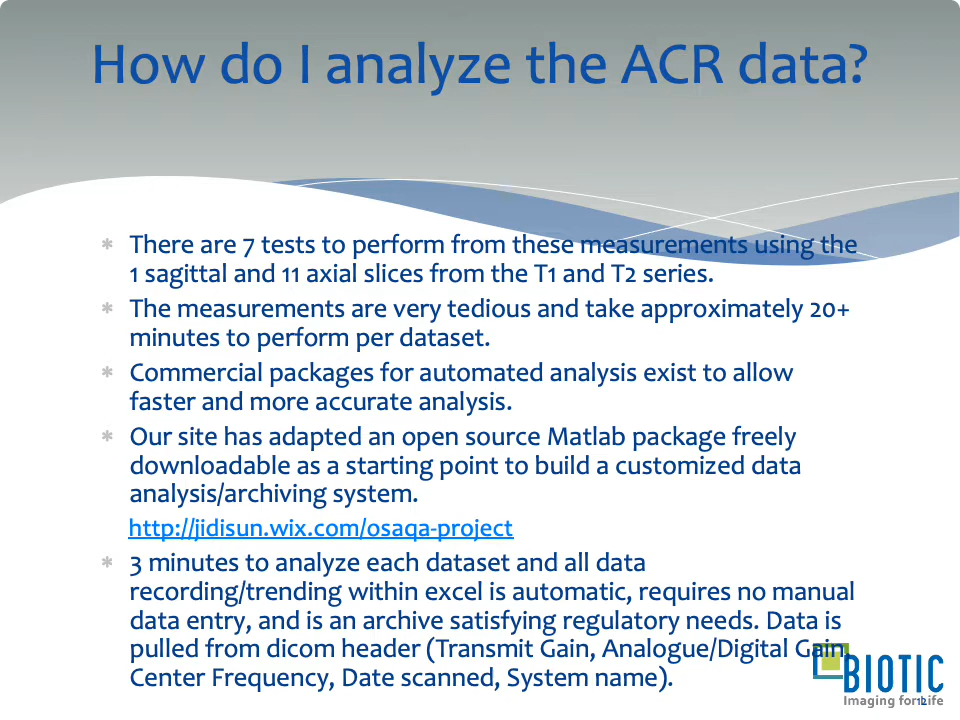 How do I analyze the ACR data?
* There are 7 tests to perform from these measurements using the
1 sagittal and 11 axial slices from the T1 and T2 series.
* The measurements are very tedious and take approximately 20+
minutes to perform per dataset.
* Commercial packages for automated analysis exist to allow
faster and more accurate analysis.
* Our site has adapted an open source Matlab package freely
downloadable as a starting point to build a customized data
analysis/archiving system.
http://jidisun.wix.com/osaqa-project
* 3 minutes to analyze each dataset and all data
recording/trending within excel is automatic, requires no manual
data entry, and is an archive satisfying regulatory needs. Data is
pulled from dicom header (Transmit Gain, Analogue/Digital Gain,
Center Frequency, Date scanned, System name).
BIOTIC
Imaging for Life
12